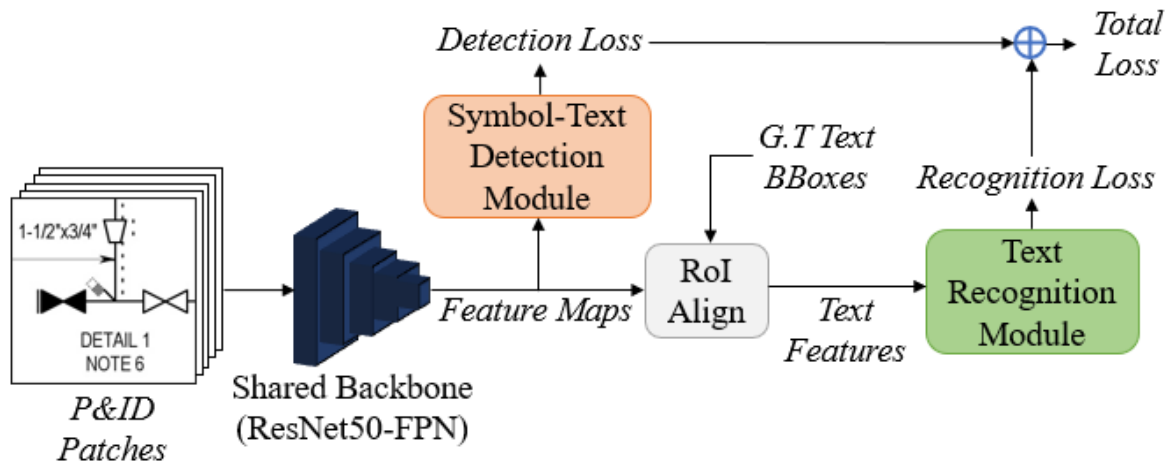 Detection Loss
Total
Loss
Symbol-Text
Detection
Module
G.T Text
BBoxes
Recognition Loss
1-1/2"x3/4"
DETAIL 1
NOTE 6
P&ID
Patches
Shared Backbone
(ResNet50-FPN)
Feature Maps
RoI
Align
Text
Features
Text
Recognition
Module